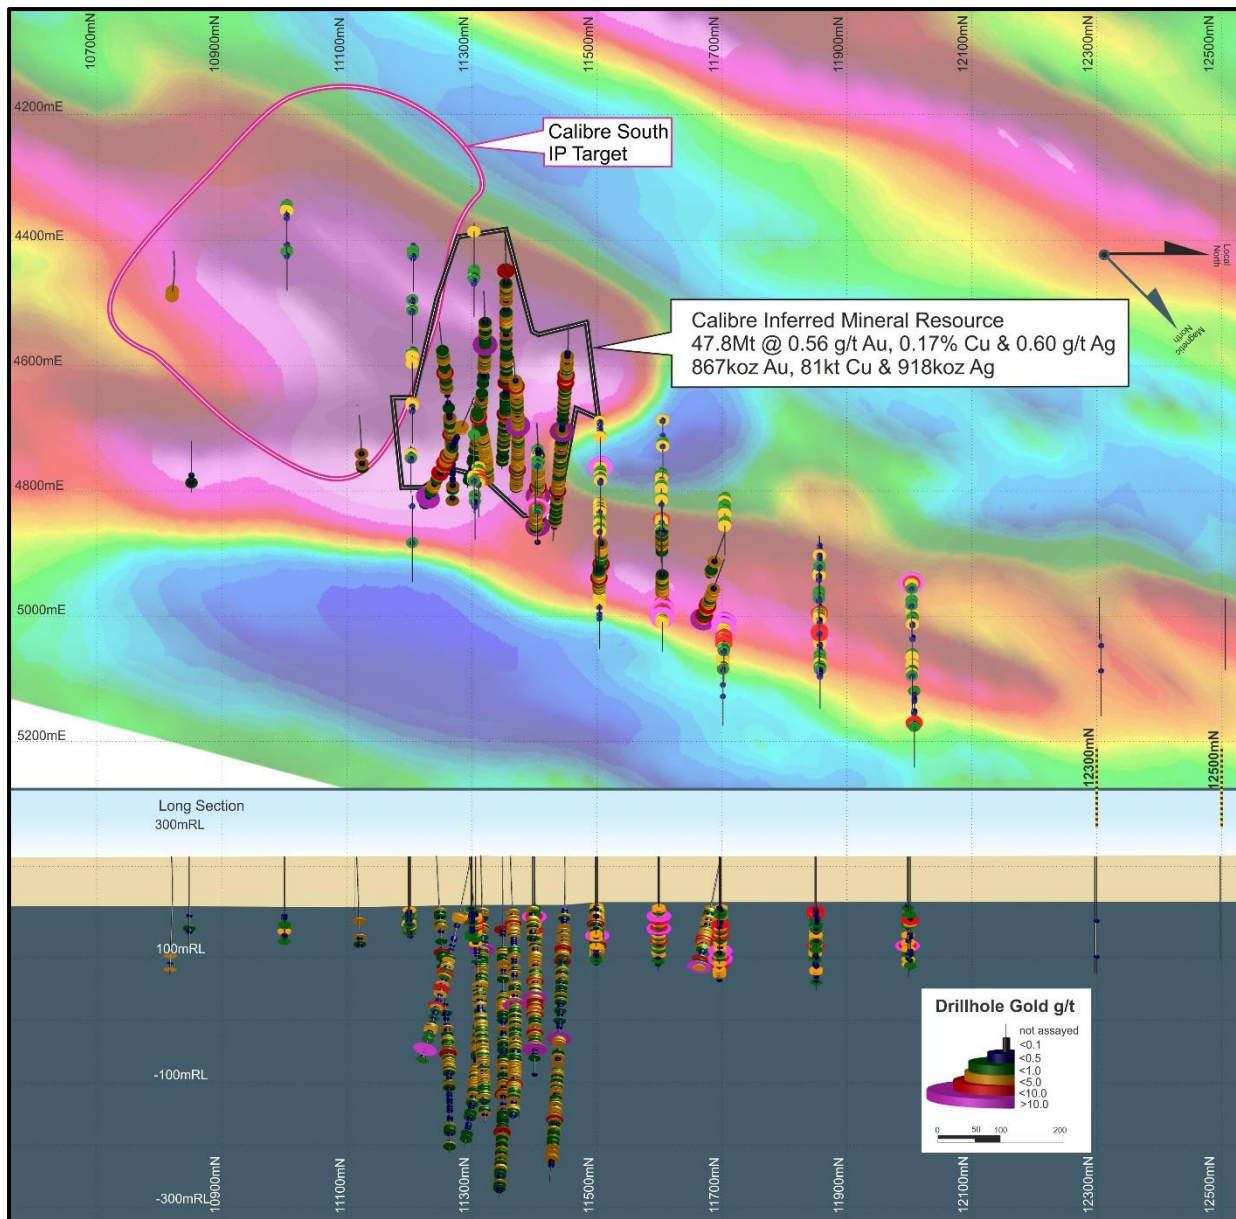 10700mN
10900mN
11100mN
11300mN
11500mN
11700mN
11900mN
12100mN
12300mN
12500mN
4200mE
Calibre South
IP Target
4400mE
Local
North
Magnetic
North
Calibre Inferred Mineral Resource
47.8Mt @ 0.56 g/t Au, 0.17% Cu & 0.60 g/t Ag
867koz Au, 81kt Cu & 918koz Ag
4600mE
4800mE
5000mE
5200mE
12300mN
12500mN
Long Section
300mRL
100mRL
-100mRL
-300mRL
Drillhole Gold g/t
not assayed
<0.1
<0.5
<1.0
<5.0
<10.0
>10.0
0 50 100 200
10900mN
11100mN
11300mN
11500mN
11700mN
11900mN
12100mN
12300mN
12500mN